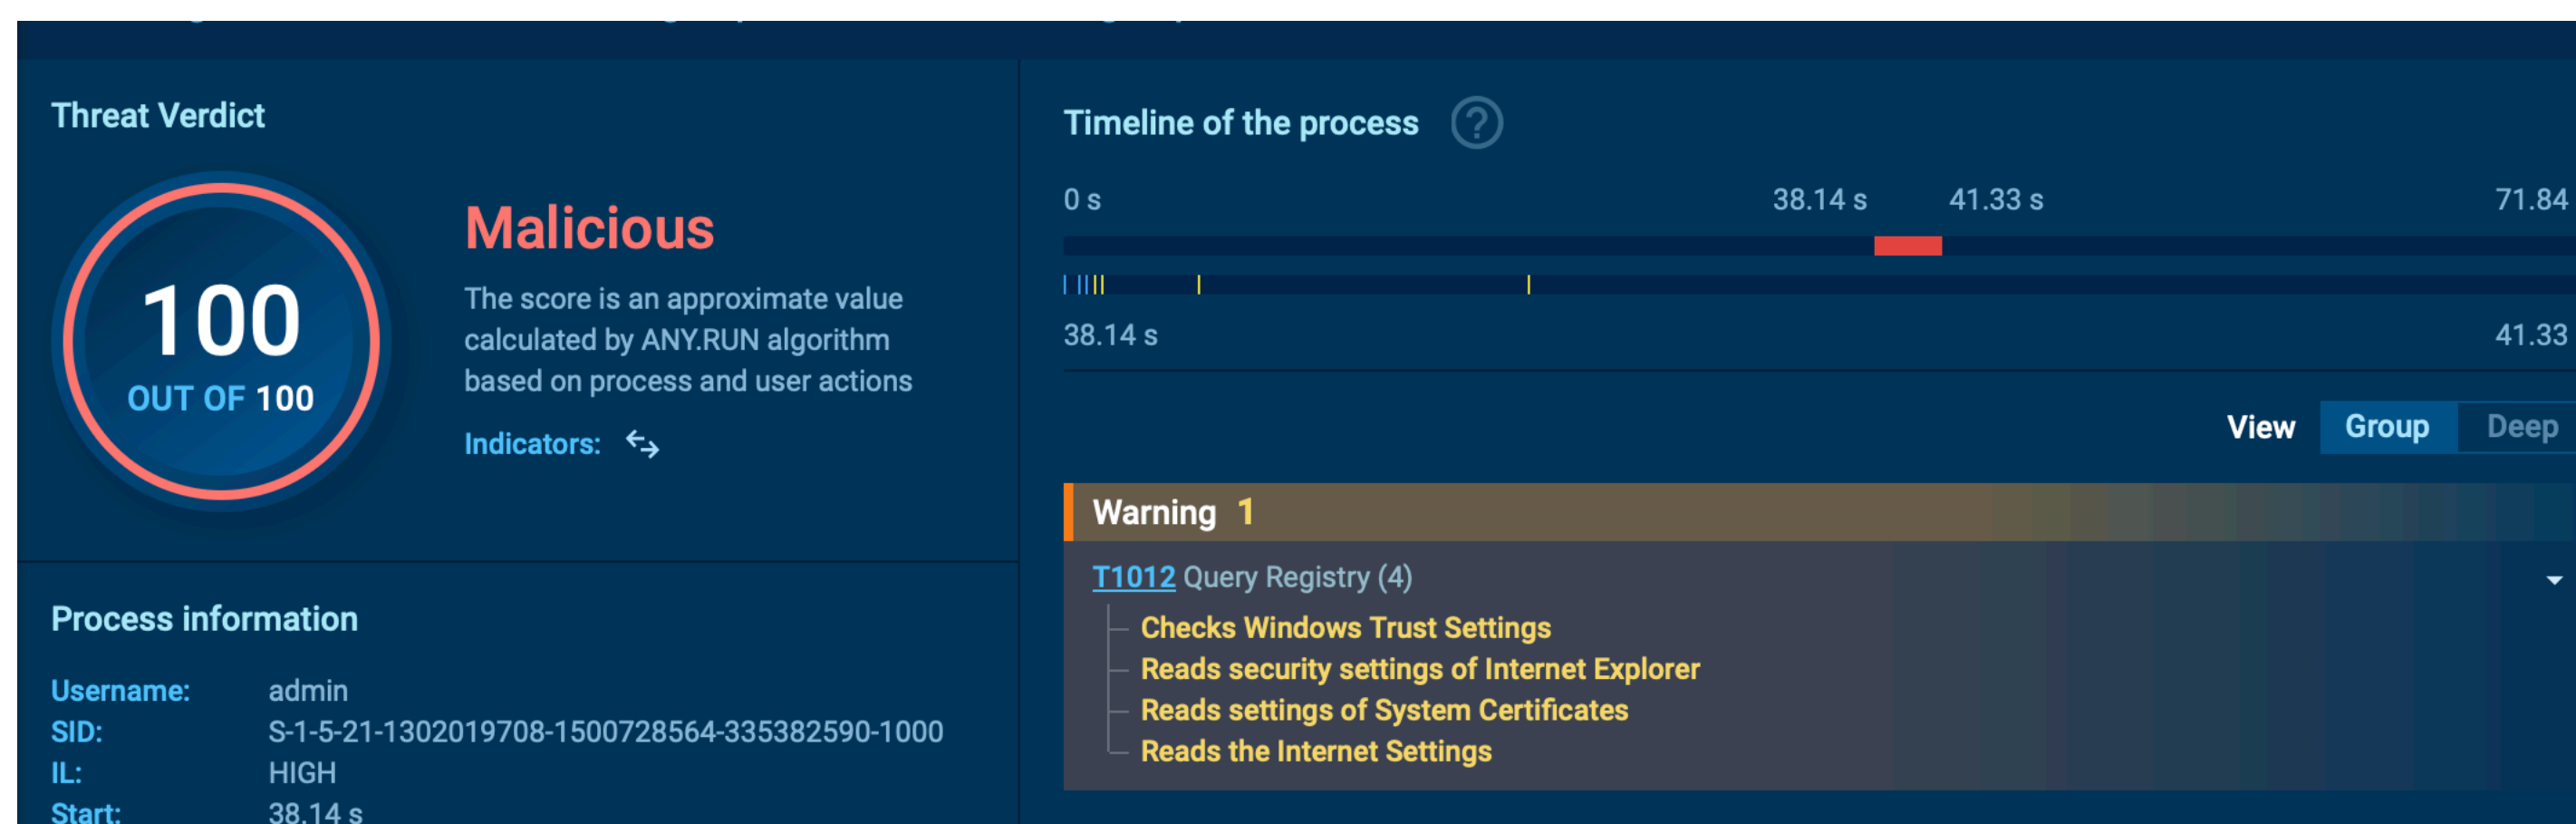 Threat Verdict
100
OUT OF 100
Malicious
The score is an approximate value
calculated by ANY.RUN algorithm
based on process and user actions
Indicators:
Process information
Username: admin
SID: S-1-5-21-1302019708-1500728564-335382590-1000
IL: HIGH
Start: 38.14 s
Timeline of the process ?
0 s 38.14 s 41.33 s 71.84
38.14 s 41.33
View Group Deep
Warning 1
T1012 Query Registry (4)
Checks Windows Trust Settings
Reads security settings of Internet Explorer
Reads settings of System Certificates
Reads the Internet Settings